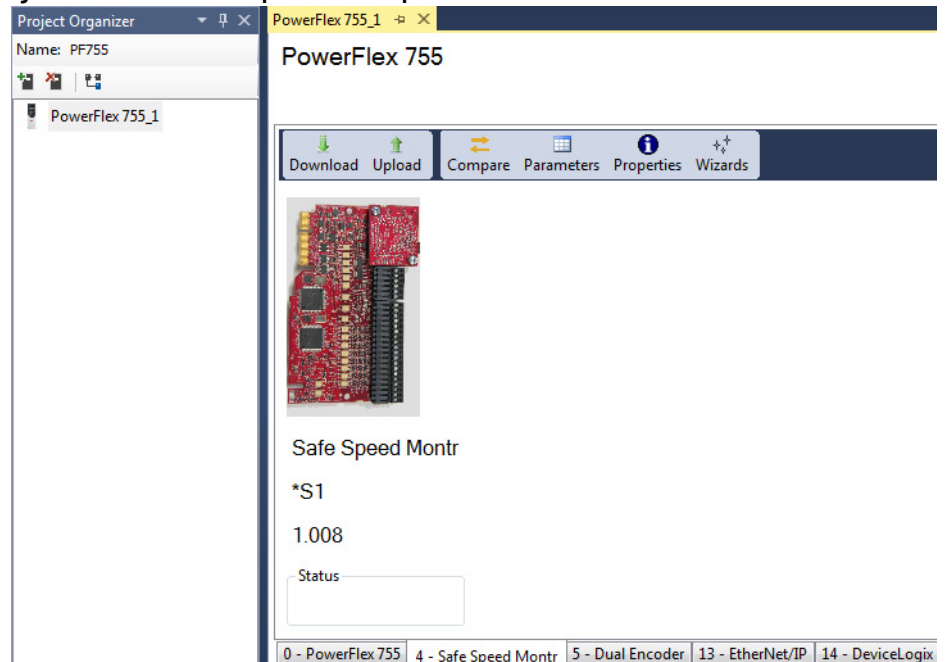 Project Organizer
Name: PF755
PowerFlex 755_1
PowerFlex 755_1
PowerFlex 755
Download Upload Compare Parameters Properties Wizards
Safe Speed Montr
*S1
1.008
Status
0 - PowerFlex 755 4 - Safe Speed Montr 5 - Dual Encoder 13 - EtherNet/IP 14 - DeviceLogix